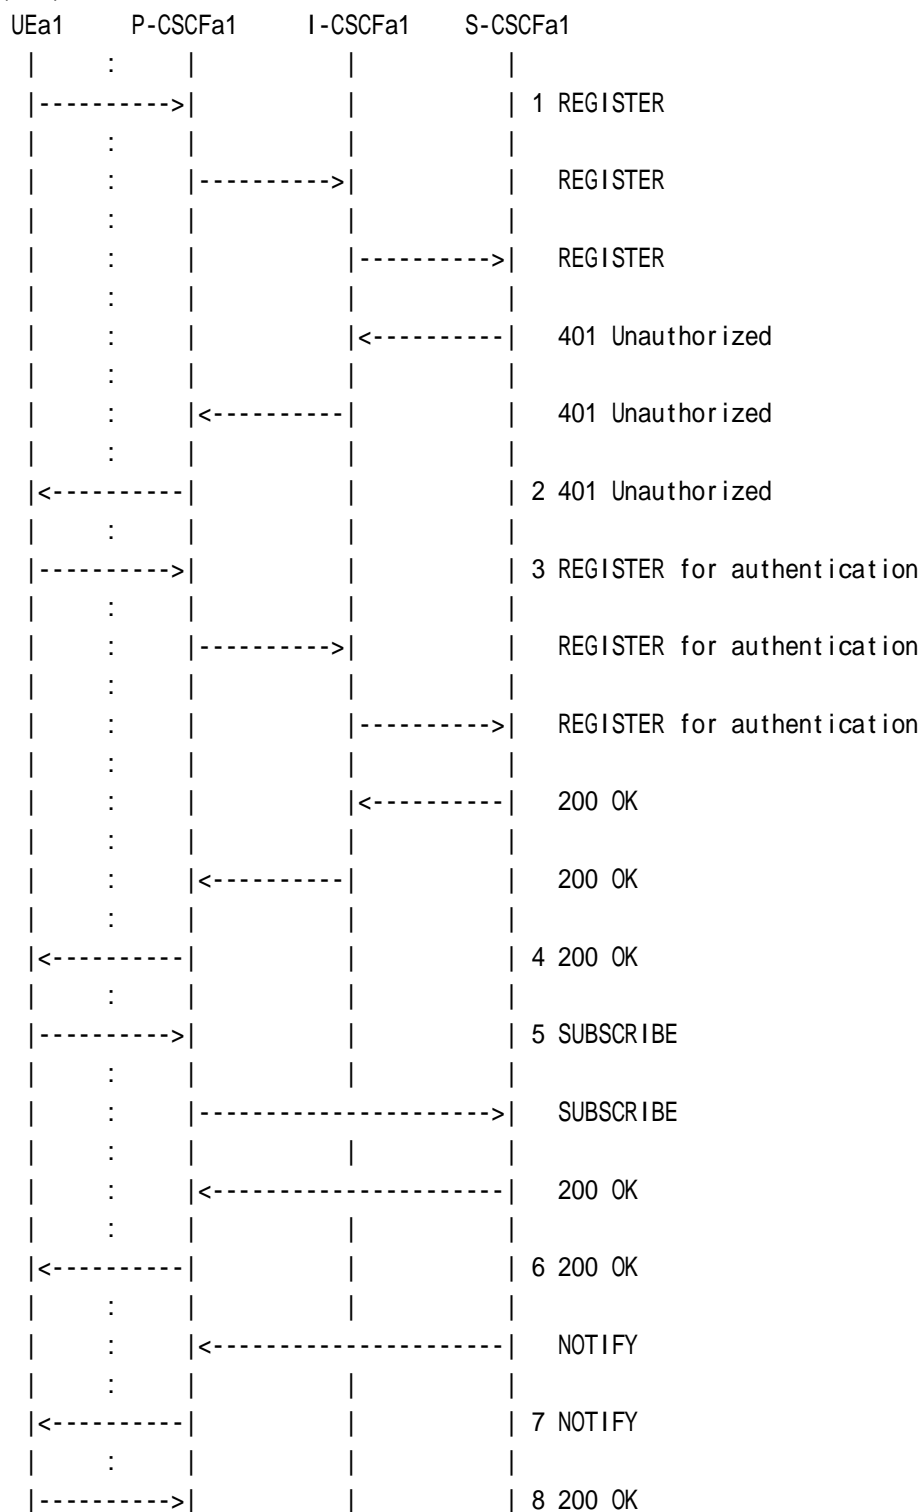 UEa1 P-CSCFa1 I-CSCFa1 S-CSCFa1
| : | | |
|---------->| | | 1 REGISTER
| : | | |
| : |---------->| | REGISTER
| : | | |
| : | |---------->| REGISTER
| : | | |
| : | |<----------| 401 Unauthorized
| : | | |
| : |<----------| | 401 Unauthorized
| : | | |
|<----------| | | 2 401 Unauthorized
| : | | |
|---------->| | | 3 REGISTER for authentication
| : | | |
| : |---------->| | REGISTER for authentication
| : | | |
| : | |---------->| REGISTER for authentication
| : | | |
| : | |<----------| 200 OK
| : | | |
| : |<----------| | 200 OK
| : | | |
|<----------| | | 4 200 OK
| : | | |
|---------->| | | 5 SUBSCRIBE
| : | | |
| : |---------------------->| SUBSCRIBE
| : | | |
| : |<----------------------| 200 OK
| : | | |
|<----------| | | 6 200 OK
| : | | |
| : |<----------------------| NOTIFY
| : | | |
|<----------| | | 7 NOTIFY
| : | | |
|---------->| | | 8 200 OK